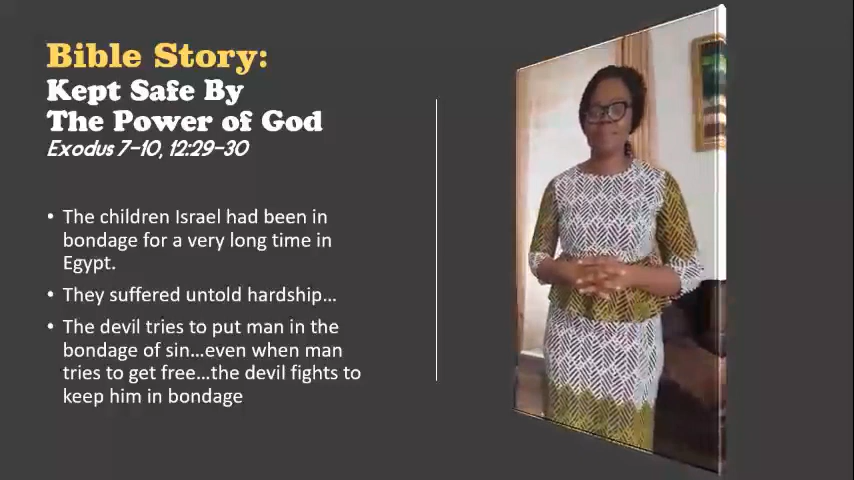 Bible Story:
Kept Safe By
The Power of God
Exodus 7-10, 12:29-30
• The children Israel had been in
bondage for a very long time in
Egypt.
• They suffered untold hardship...
• The devil tries to put man in the
bondage of sin...even when man
tries to get free...the devil fights to
keep him in bondage